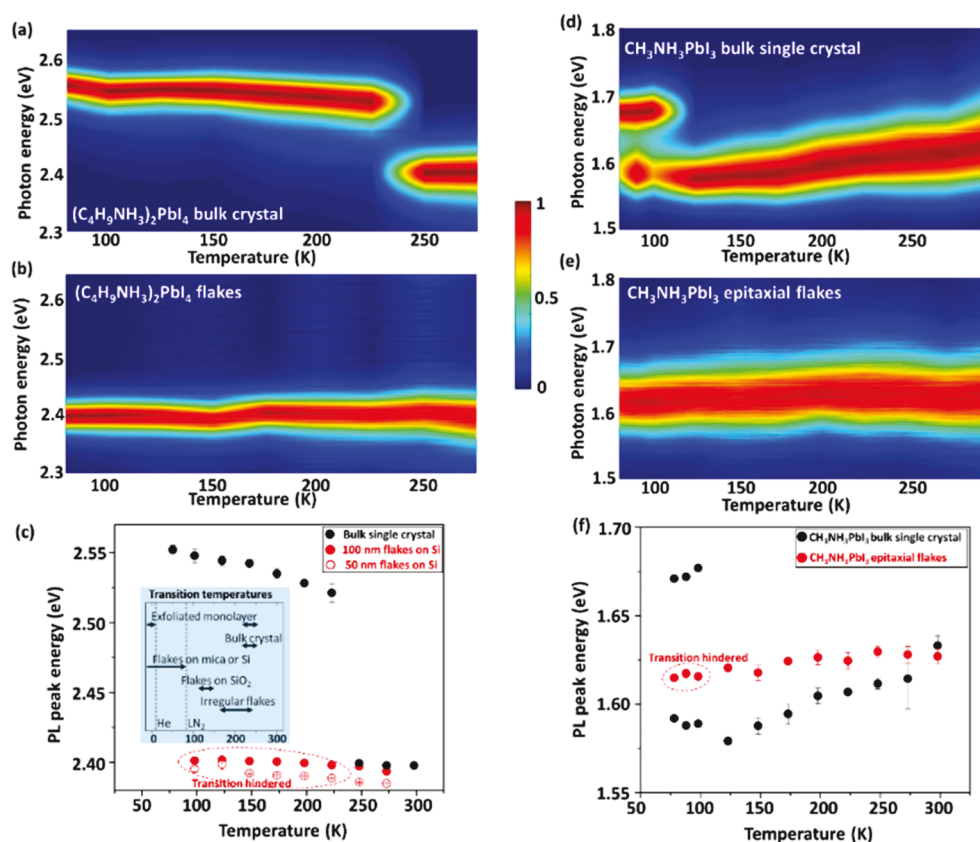 (a)
Photon energy (eV)
2.6
2.5
2.4
2.3
(C₄H₉NH₃)₂PbI₄ bulk crystal
100 150 200 250
Temperature (K)
(b)
Photon energy (eV)
(C₄H₉NH₃)₂PbI₄ flakes
2.6
2.5
2.4
2.3
100 150 200 250
Temperature (K)
1
0.5
0
(d)
Photon energy (eV)
CH₃NH₃PbI₃ bulk single crystal
1.8
1.7
1.6
1.5
100 150 200 250
Temperature (K)
(e)
Photon energy (eV)
CH₃NH₃PbI₃ epitaxial flakes
1.8
1.7
1.6
1.5
100 150 200 250
Temperature (K)
(c)
PL peak energy (eV)
2.55
2.50
2.45
2.40
Bulk single crystal
100 nm flakes on Si
50 nm flakes on Si
Transition temperatures
Exfoliated monolayer
Bulk crystal
Flakes on mica or Si
Flakes on SiO₂
Irregular flakes
He LN₂
0 100 200 300
Transition hindered
50 100 150 200 250 300
Temperature (K)
(f)
PL peak energy (eV)
1.70
1.65
1.60
1.55
CH₃NH₃PbI₃ bulk single crystal
CH₃NH₃PbI₃ epitaxial flakes
Transition hindered
50 100 150 200 250 300
Temperature (K)